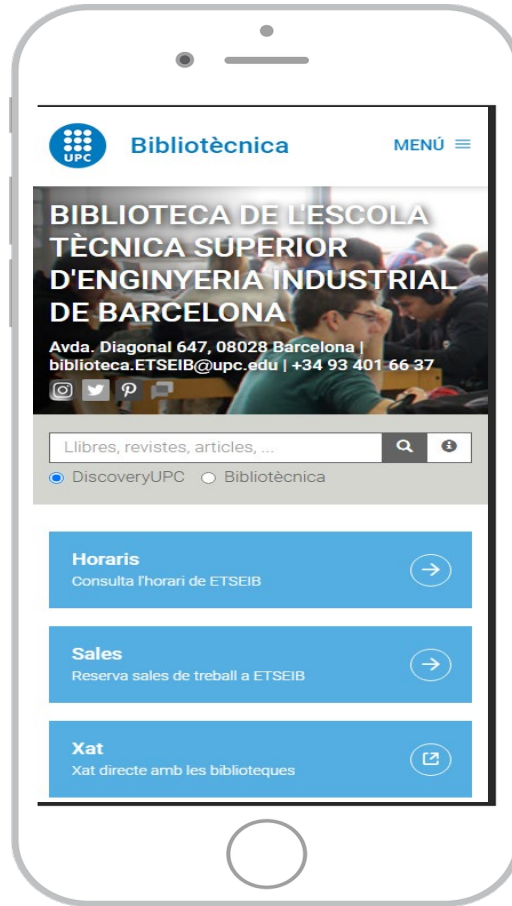 UPC
Bibliotècnica
MENÚ
BIBLIOTECA DE L'ESCOLA
TÈCNICA SUPERIOR
D'ENGINYERIA INDUSTRIAL
DE BARCELONA
Avda. Diagonal 647, 08028 Barcelona |
biblioteca.ETSEIB@upc.edu | +34 93 401 66 37
Llibres, revistes, articles, ...
DiscoveryUPC Bibliotècnica
Horaris
Consulta l'horari de ETSEIB
Sales
Reserva sales de treball a ETSEIB
Xat
Xat directe amb les biblioteques